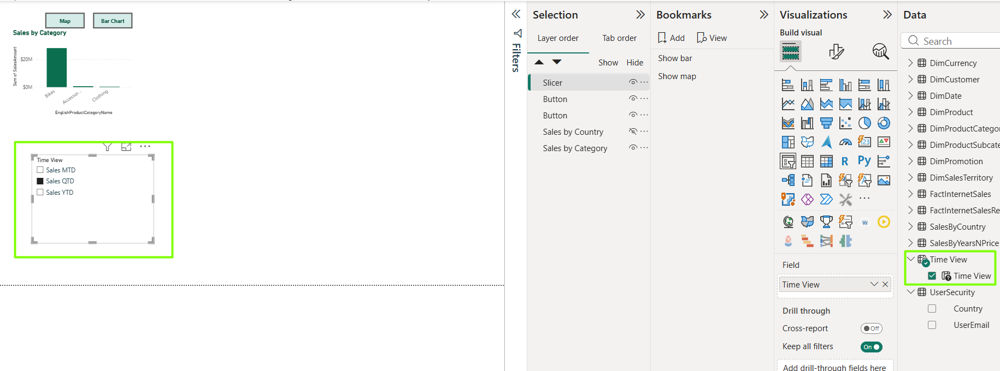 Map
Bar Chart
Sales by Category
Sum of SalesAmount
$20M
$0M
Bikes
Accessor...
Clothing
EnglishProductCategoryName
Time View
Sales MTD
Sales QTD
Sales YTD
Filters
Selection
Layer order
Tab order
Show
Hide
Slicer
Button
Button
Sales by Country
Sales by Category
Bookmarks
Add
View
Show bar
Show map
Visualizations
Build visual
123
R
Py
W
Field
Time View
Drill through
Cross-report
Off
Keep all filters
On
Add drill-through fields here
Data
Search
DimCurrency
DimCustomer
DimDate
DimProduct
DimProductCategor
DimProductSubcate
DimPromotion
DimSalesTerritory
FactInternetSales
FactInternetSalesRe
SalesByCountry
SalesByYearsNPrice
Time View
Time View
UserSecurity
Country
UserEmail